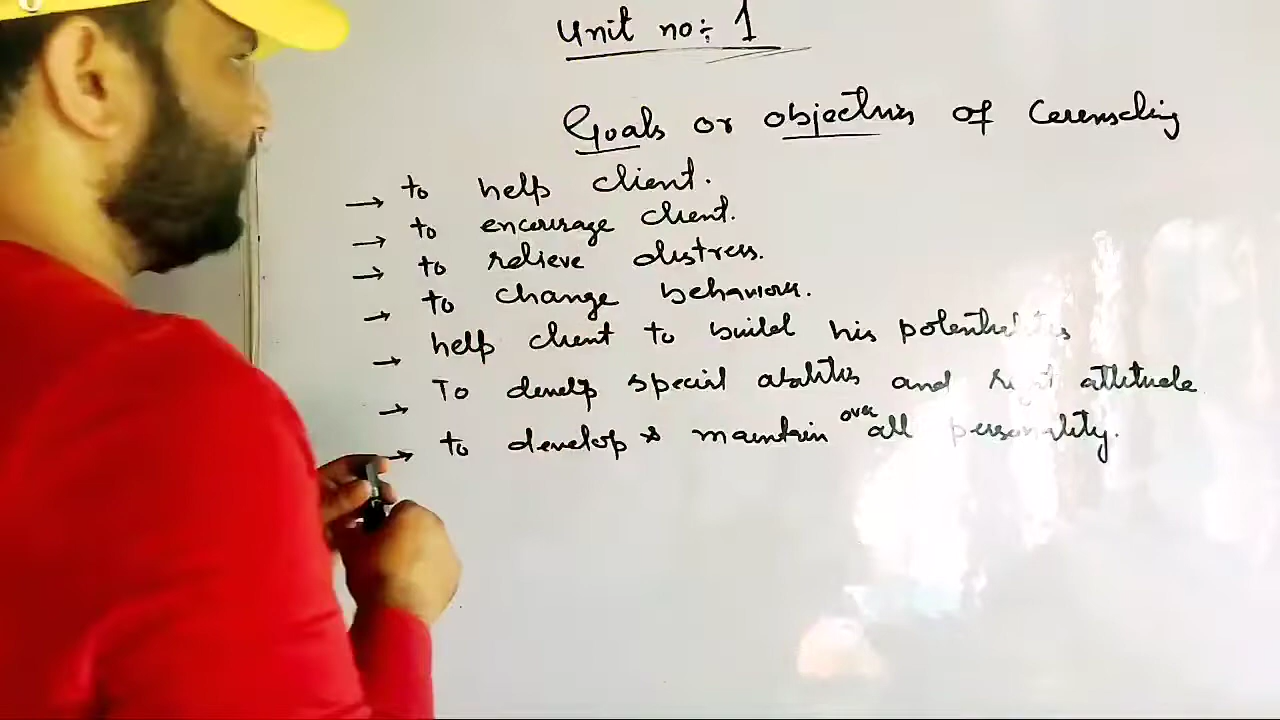 Unit no:- 1
Goals or objectives of Counseling
→ to help client.
→ to encourage client.
→ to relieve distress.
→ to change behaviour.
→ help client to build his potentialities
→ To develop special abilities and right attitude
→ to develop & maintain over all personality.